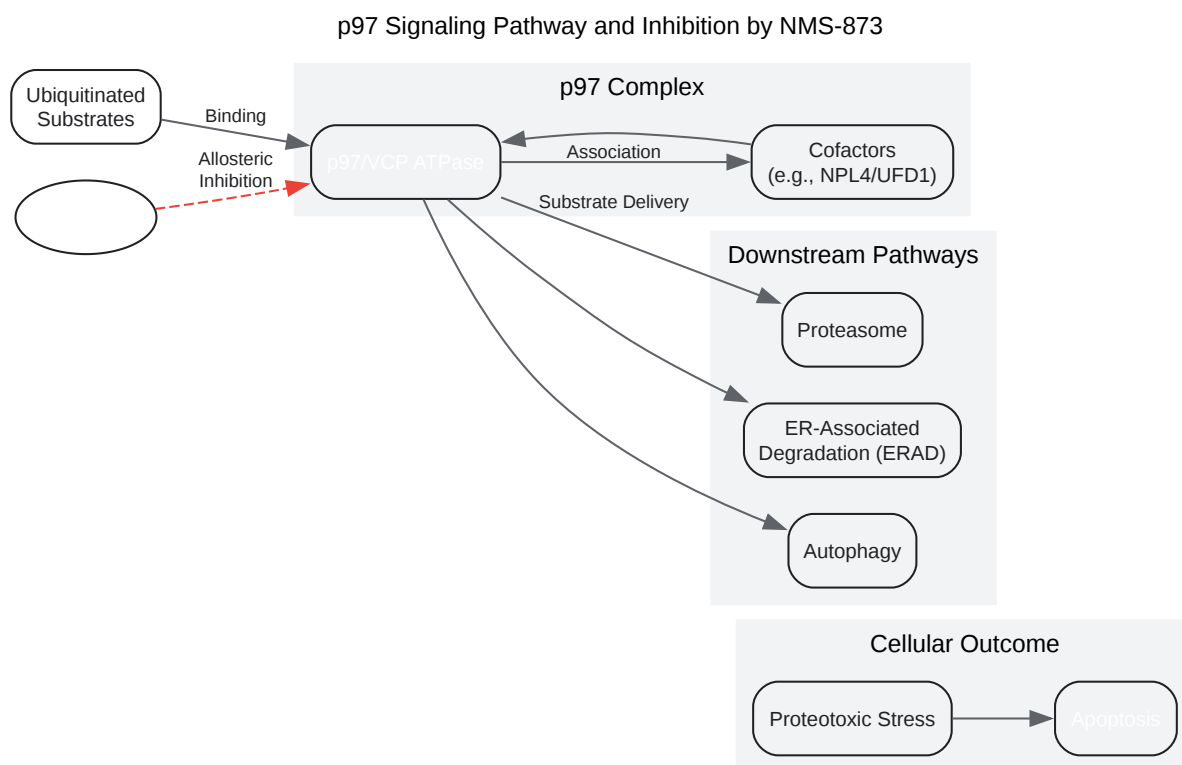 p97 Signaling Pathway and Inhibition by NMS-873
p97 Complex
Ubiquitinated
Substrates
Binding
Allosteric
Inhibition
p97/VCP ATPase
Association
Cofactors
(e.g., NPL4/UFD1)
Substrate Delivery
Downstream Pathways
Proteasome
ER-Associated
Degradation (ERAD)
Autophagy
Cellular Outcome
Proteotoxic Stress
Apoptosis